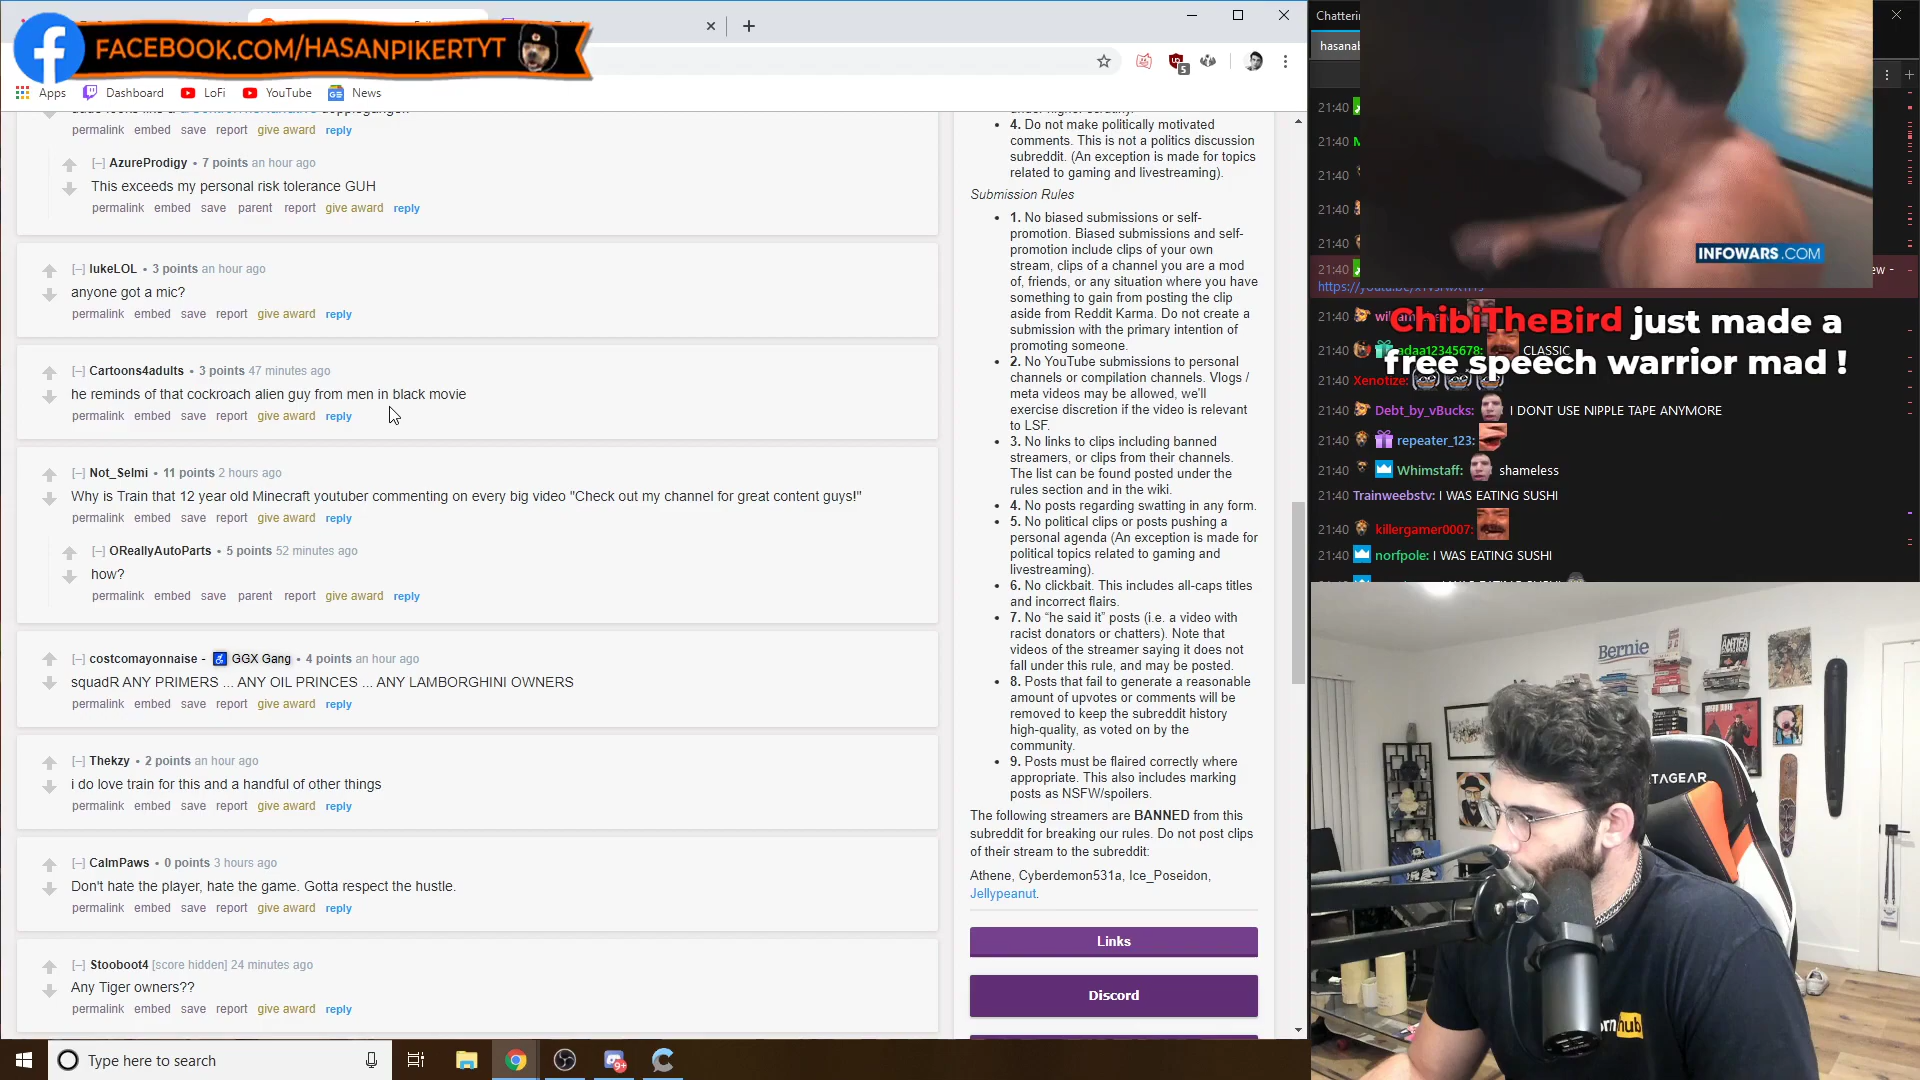 FACEBOOK.COM/HASANPIKERTYT
5
Apps
Dashboard
LoFi
YouTube
News
permalink embed save report give award reply
[–] AzureProdigy • 7 points an hour ago
This exceeds my personal risk tolerance GUH
permalink embed save parent report give award reply
[–] lukeLOL • 3 points an hour ago
anyone got a mic?
permalink embed save report give award reply
[–] Cartoons4adults • 3 points 47 minutes ago
he reminds of that cockroach alien guy from men in black movie
permalink embed save report give award reply
[–] Not_Selmi • 11 points 2 hours ago
Why is Train that 12 year old Minecraft youtuber commenting on every big video "Check out my channel for great content guys!"
permalink embed save report give award reply
[–] OReallyAutoParts • 5 points 52 minutes ago
how?
permalink embed save parent report give award reply
[–] costcomayonnaise - GGX Gang • 4 points an hour ago
squadR ANY PRIMERS ... ANY OIL PRINCES ... ANY LAMBORGHINI OWNERS
permalink embed save report give award reply
[–] Thekzy • 2 points an hour ago
i do love train for this and a handful of other things
permalink embed save report give award reply
[–] CalmPaws • 0 points 3 hours ago
Don't hate the player, hate the game. Gotta respect the hustle.
permalink embed save report give award reply
[–] Stooboot4 [score hidden] 24 minutes ago
Any Tiger owners??
permalink embed save report give award reply
4. Do not make politically motivated
comments. This is not a politics discussion
subreddit. (An exception is made for topics
related to gaming and livestreaming).
Submission Rules
1. No biased submissions or self-
promotion. Biased submissions and self-
promotion include clips of your own
stream, clips of a channel you are a mod
of, friends, or any situation where you have
something to gain from posting the clip
aside from Reddit Karma. Do not create a
submission with the primary intention of
promoting someone.
2. No YouTube submissions to personal
channels or compilation channels. Vlogs /
meta videos may be allowed, we'll
exercise discretion if the video is relevant
to LSF.
3. No links to clips including banned
streamers, or clips from their channels.
The list can be found posted under the
rules section and in the wiki.
4. No posts regarding swatting in any form.
5. No political clips or posts pushing a
personal agenda (An exception is made for
political topics related to gaming and
livestreaming).
6. No clickbait. This includes all-caps titles
and incorrect flairs.
7. No “he said it” posts (i.e. a video with
racist donators or chatters). Note that
videos of the streamer saying it does not
fall under this rule, and may be posted.
8. Posts that fail to generate a reasonable
amount of upvotes or comments will be
removed to keep the subreddit history
high-quality, as voted on by the
community.
9. Posts must be flaired correctly where
appropriate. This also includes marking
posts as NSFW/spoilers.
The following streamers are BANNED from this
subreddit for breaking our rules. Do not post clips
of their stream to the subreddit:
Athene, Cyberdemon531a, Ice_Poseidon,
Jellypeanut.
Links
Discord
Type here to search
9+
Chatterin
hasanab
21:40
21:40
21:40
21:40
21:40
21:40
INFOWARS.COM
ChibiTheBird just made a
free speech warrior mad !
21:40
21:40 adaa12345678: CLASSIC
21:40 Xenotize:
21:40 Debt_by_vBucks: I DONT USE NIPPLE TAPE ANYMORE
21:40 repeater_123:
21:40 Whimstaff: shameless
21:40 Trainweebstv: I WAS EATING SUSHI
21:40 killergamer0007:
21:40 norfpole: I WAS EATING SUSHI
Bernie
ANTIFA
TAGEAR
hub